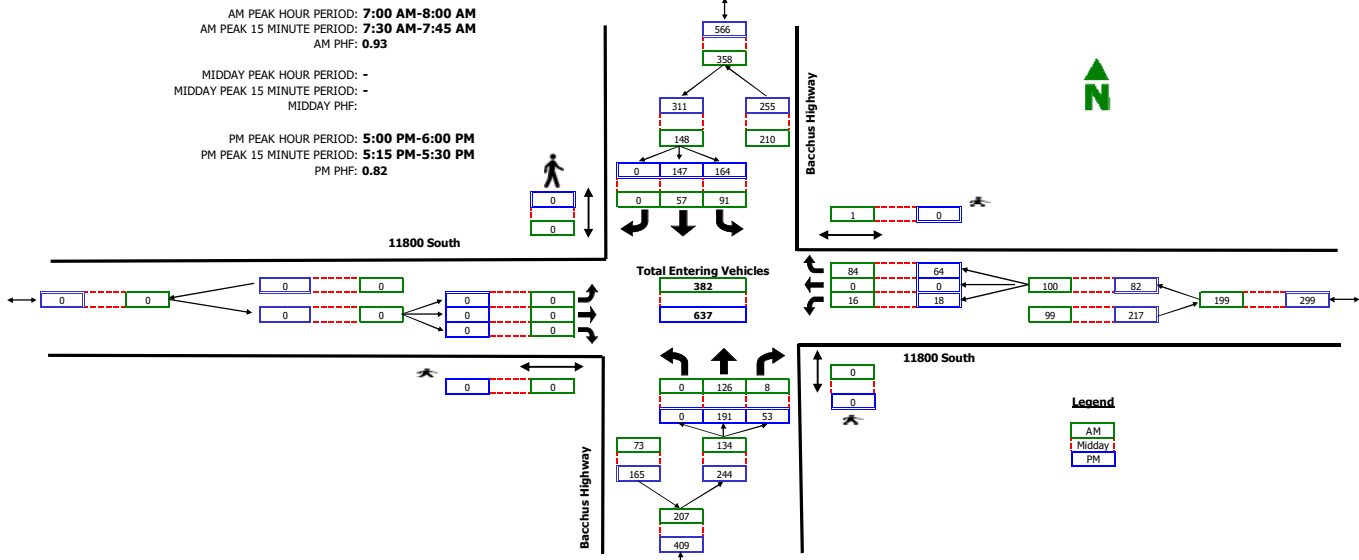 AM PEAK HOUR PERIOD: 7:00 AM-8:00 AM
AM PEAK 15 MINUTE PERIOD: 7:30 AM-7:45 AM
AM PHF: 0.93
MIDDAY PEAK HOUR PERIOD: -
MIDDAY PEAK 15 MINUTE PERIOD: -
MIDDAY PHF:
PM PEAK HOUR PERIOD: 5:00 PM-6:00 PM
PM PEAK 15 MINUTE PERIOD: 5:15 PM-5:30 PM
PM PHF: 0.82
566
358
311 255
148 210
0 147 164
0 57 91
Bacchus Highway
N
0
0
1 0
11800 South
Total Entering Vehicles
382
637
0 0
0 0
0 0
0 0
0 0
0 0
84 64
0 0
16 18
100 82
99 217
199 299
11800 South
0 0
0 126 8
0 191 53
73 134
165 244
207
409
Bacchus Highway
0
0
Legend
AM
Midday
PM